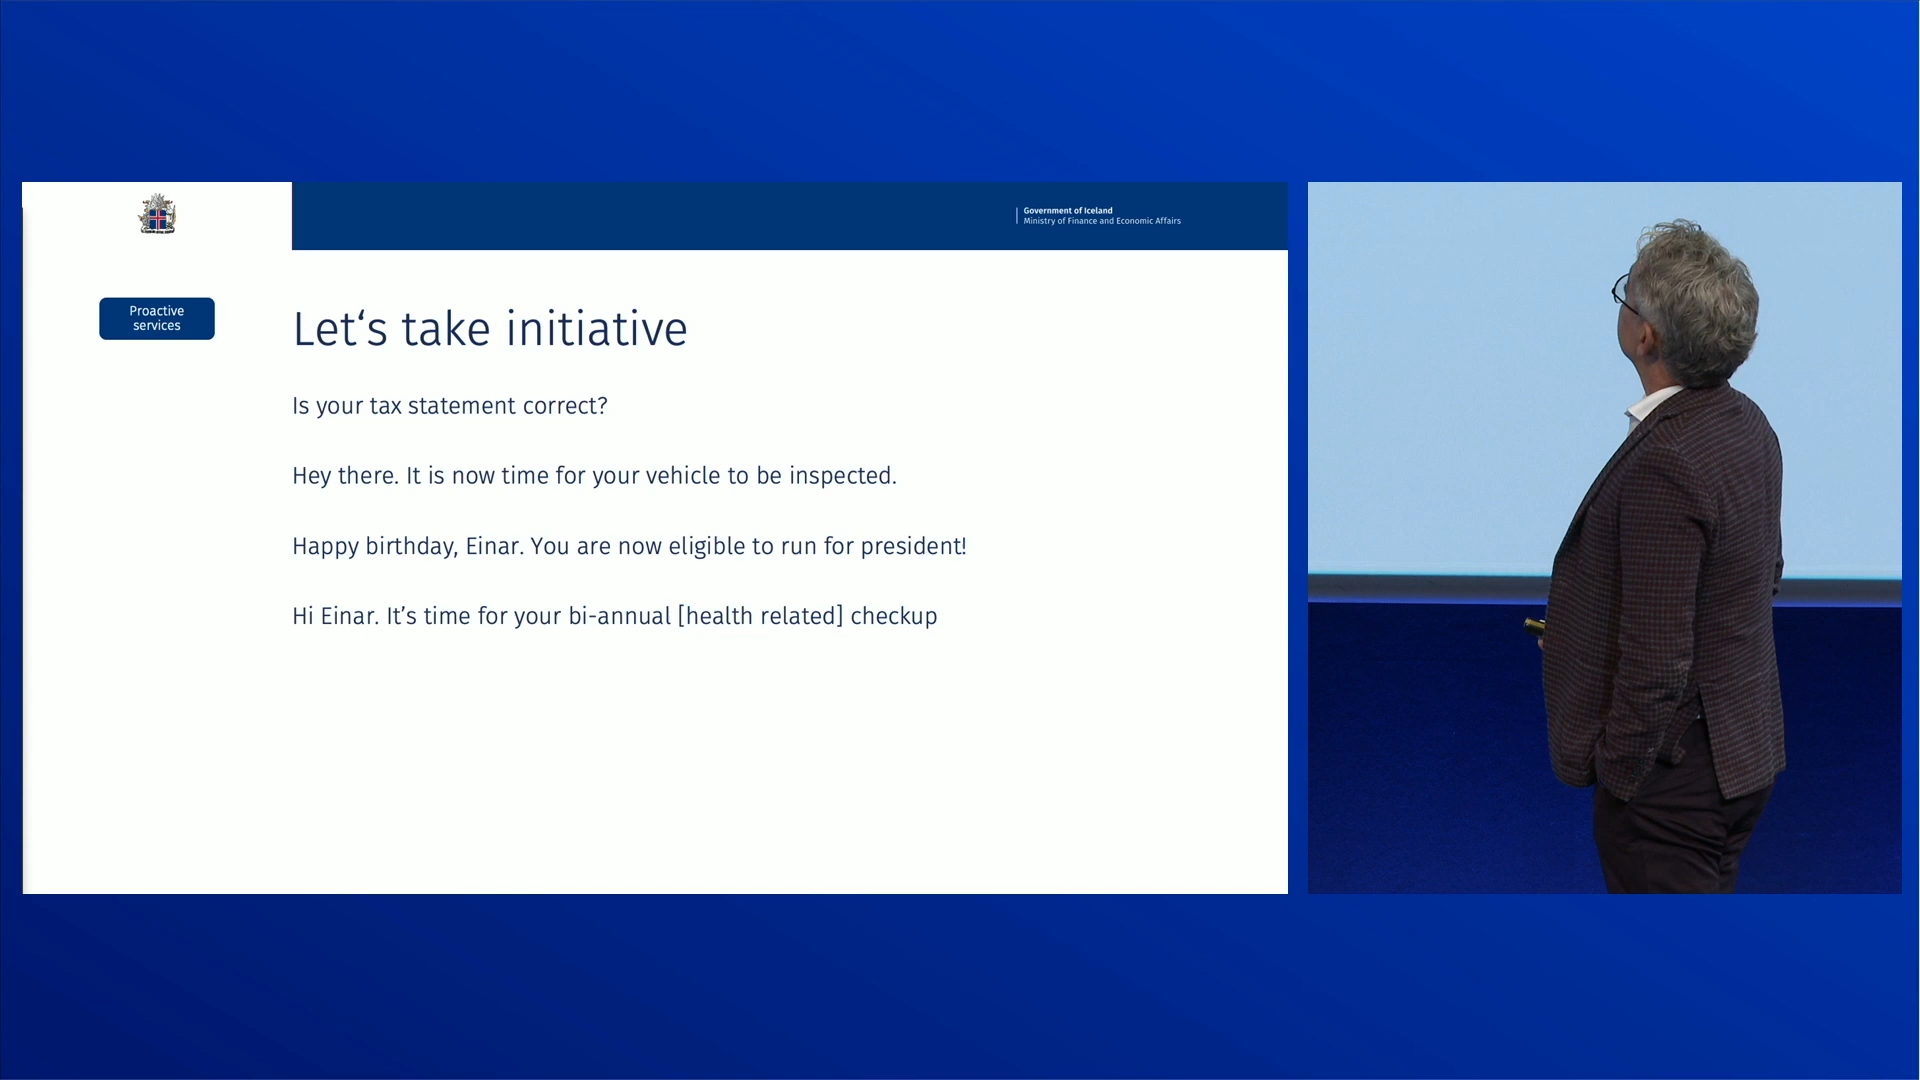 Government of Iceland
Ministry of Finance and Economic Affairs
Proactive
services
Let‘s take initiative
Is your tax statement correct?
Hey there. It is now time for your vehicle to be inspected.
Happy birthday, Einar. You are now eligible to run for president!
Hi Einar. It’s time for your bi-annual [health related] checkup